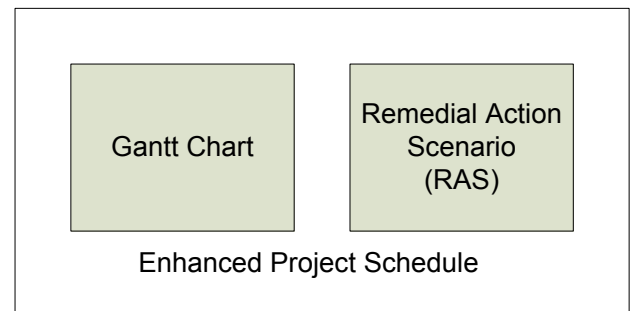 Gantt Chart
Remedial Action
Scenario
(RAS)
Enhanced Project Schedule